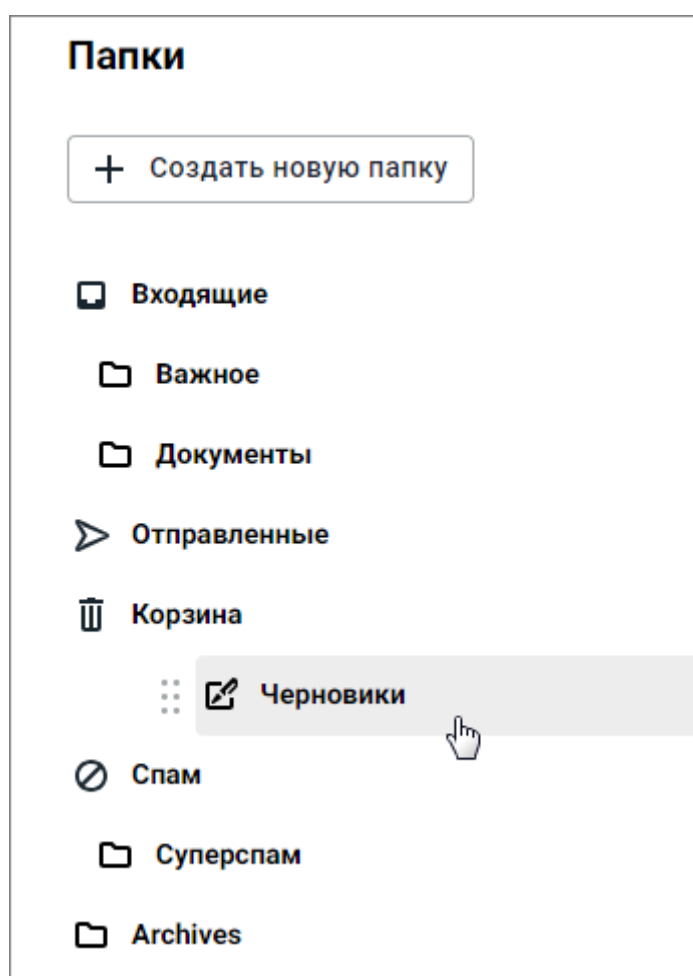 Папки
Создать новую папку
Входящие
Важное
Документы
Отправленные
Корзина
Черновики
Спам
Суперспам
Archives